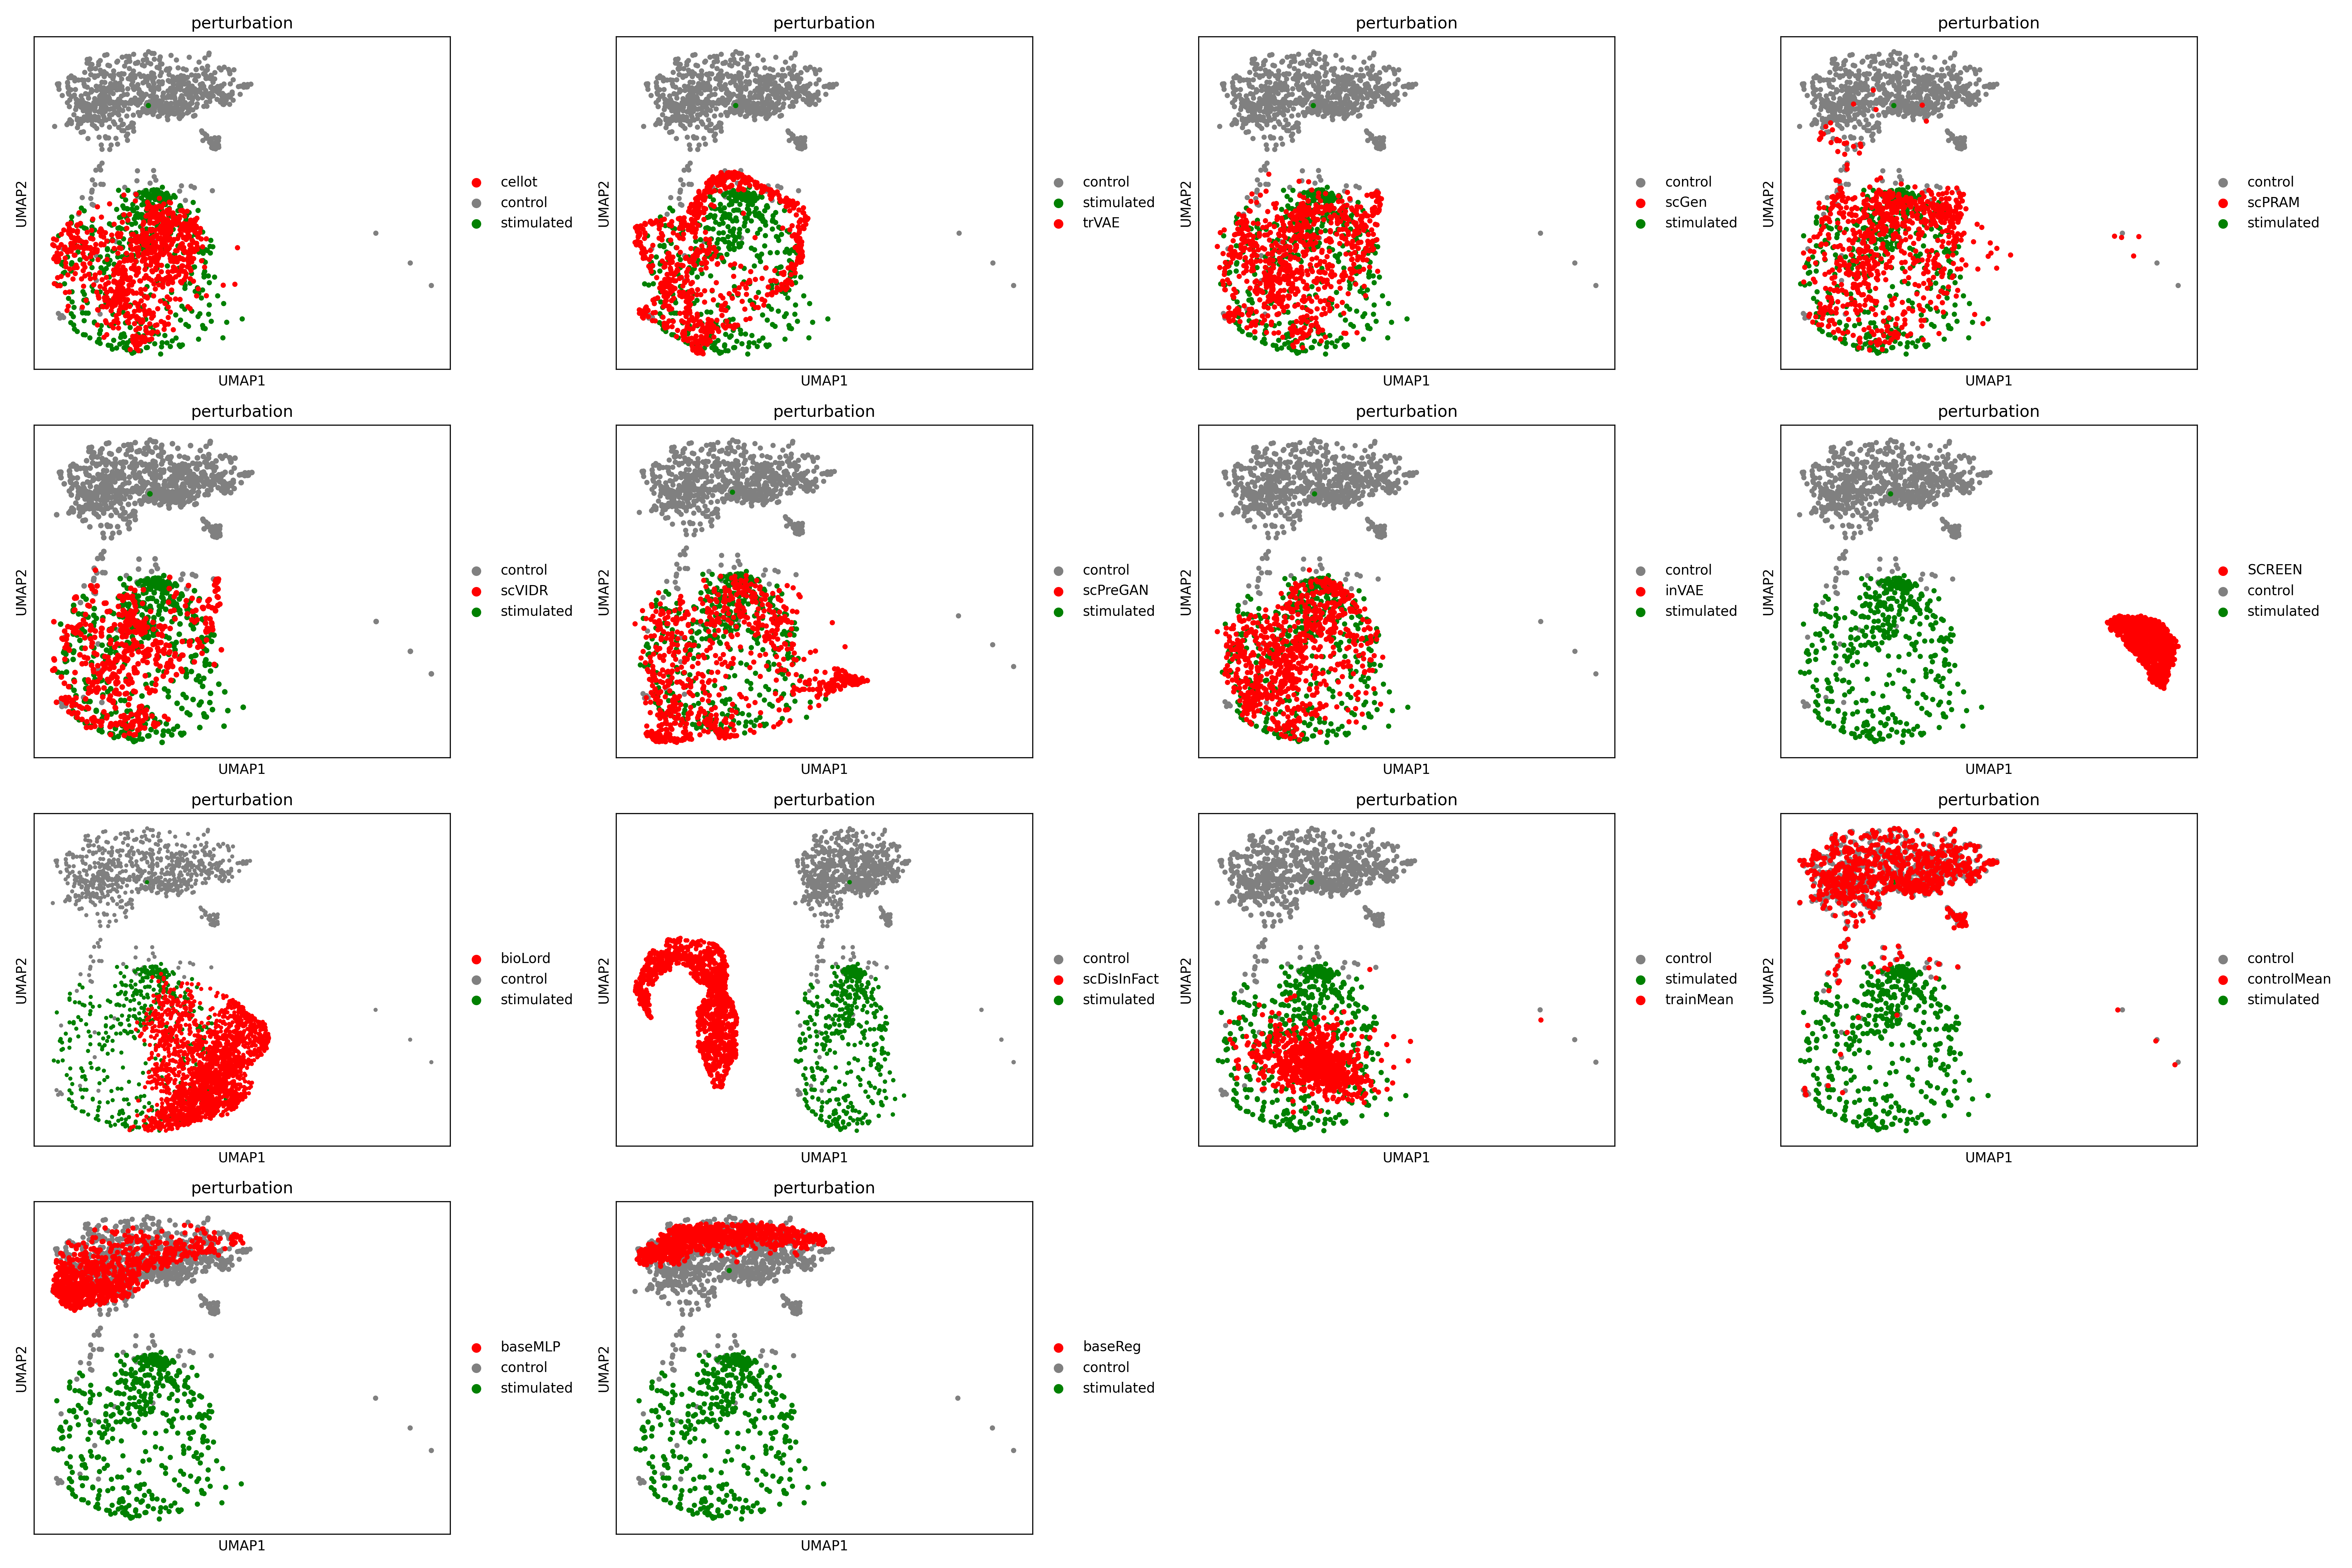 perturbation
UMAP2
UMAP1
cellot
control
stimulated
perturbation
UMAP2
UMAP1
control
stimulated
trVAE
perturbation
UMAP2
UMAP1
control
scGen
stimulated
perturbation
UMAP2
UMAP1
control
scPRAM
stimulated
perturbation
UMAP2
UMAP1
control
scVIDR
stimulated
perturbation
UMAP2
UMAP1
control
scPreGAN
stimulated
perturbation
UMAP2
UMAP1
control
inVAE
stimulated
perturbation
UMAP2
UMAP1
SCREEN
control
stimulated
perturbation
UMAP2
UMAP1
bioLord
control
stimulated
perturbation
UMAP2
UMAP1
control
scDisInFact
stimulated
perturbation
UMAP2
UMAP1
control
stimulated
trainMean
perturbation
UMAP2
UMAP1
control
controlMean
stimulated
perturbation
UMAP2
UMAP1
baseMLP
control
stimulated
perturbation
UMAP2
UMAP1
baseReg
control
stimulated